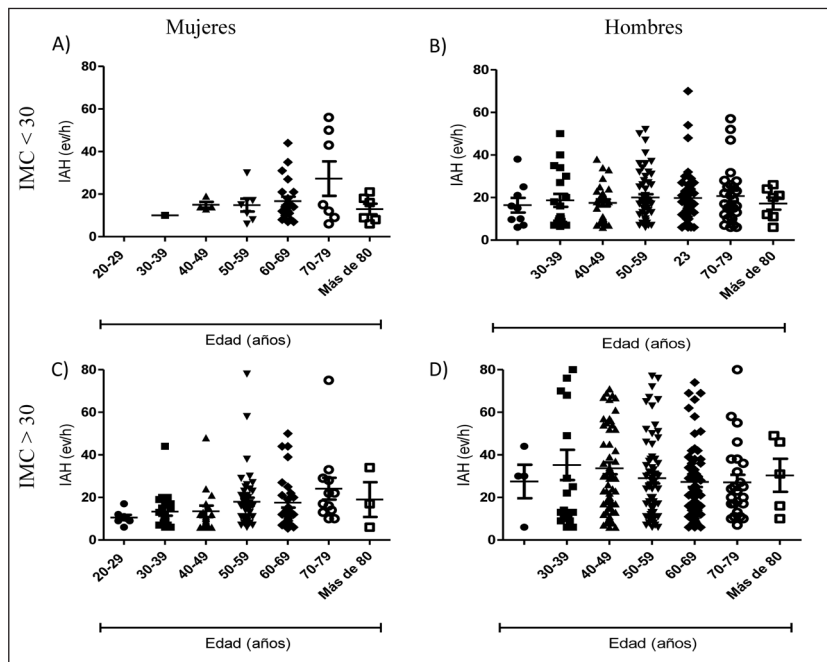 Mujeres
Hombres
IMC < 30
A)
80
60
40
20
0
IAH (ev/h)
20-29
30-39
40-49
50-59
60-69
70-79
Más de 80
Edad (años)
B)
80
60
40
20
0
IAH (ev/h)
30-39
40-49
50-59
23
70-79
Más de 80
Edad (años)
IMC > 30
C)
80
60
40
20
0
IAH (ev/h)
20-29
30-39
40-49
50-59
60-69
70-79
Más de 80
Edad (años)
D)
80
60
40
20
0
IAH (ev/h)
30-39
40-49
50-59
60-69
70-79
Más de 80
Edad (años)